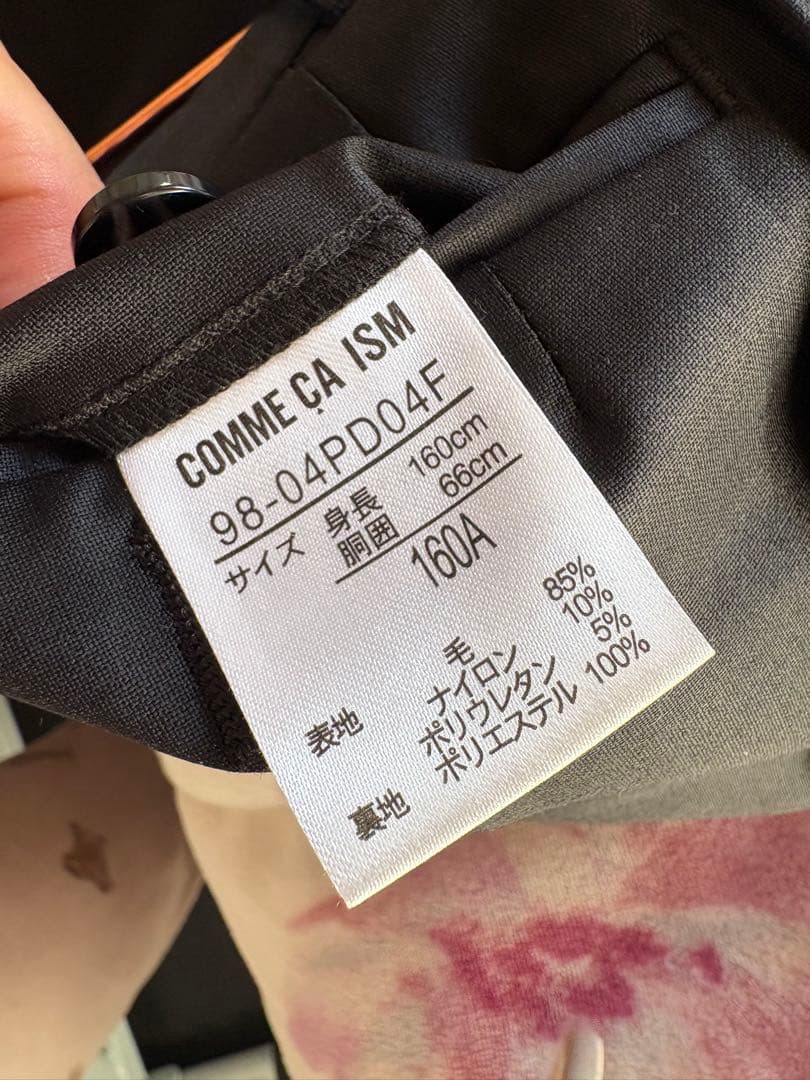 COMME ÇA ISM
98-04PD04F
サイズ 身長 160cm
胴囲 66cm
160A
表地 毛 85%
ナイロン 10%
ポリウレタン 5%
裏地 ポリエステル 100%